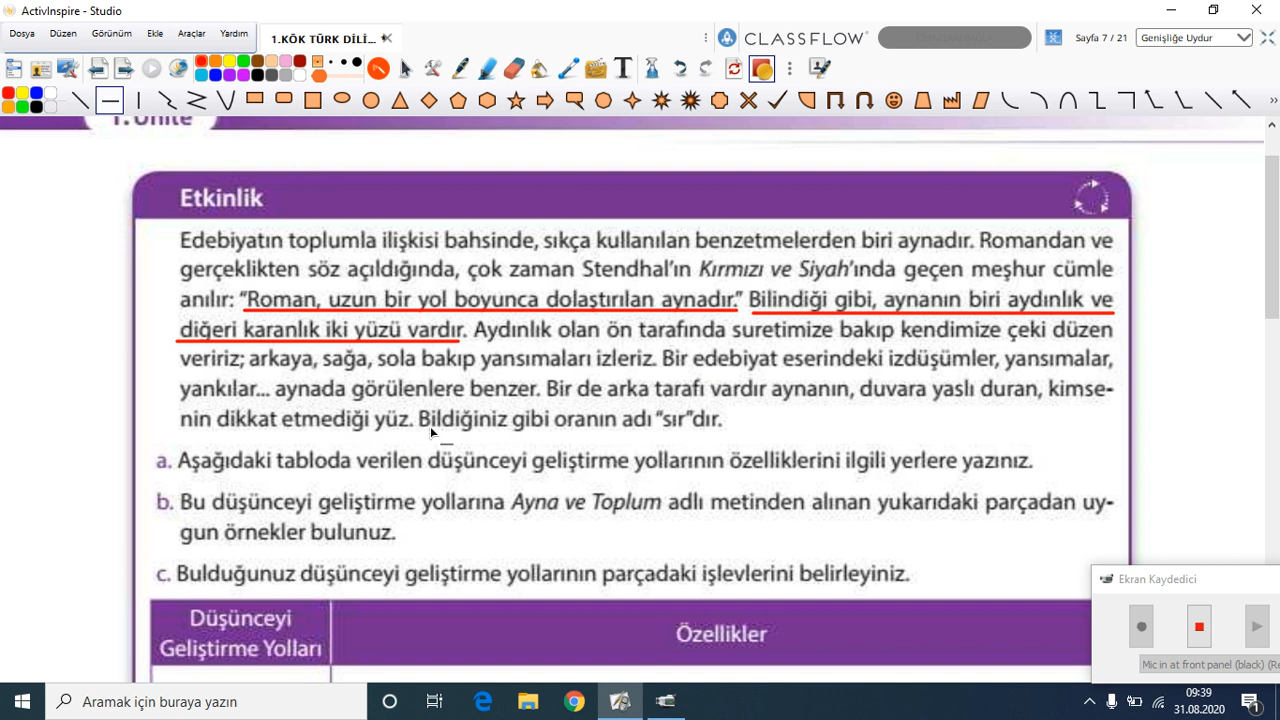 ActivInspire - Studio
Dosya Düzen Görünüm Ekle Araçlar Yardım
1.KÖK TÜRK DİLİ...
CLASSFLOW
Sayfa 7 / 21
Genişliğe Uydur
1. Ünite
Etkinlik
Edebiyatın toplumla ilişkisi bahsinde, sıkça kullanılan benzetmelerden biri aynadır. Romandan ve
gerçeklikten söz açıldığında, çok zaman Stendhal'ın Kırmızı ve Siyah'ında geçen meşhur cümle
anılır: “Roman, uzun bir yol boyunca dolaştırılan aynadır.” Bilindiği gibi, aynanın biri aydınlık ve
diğeri karanlık iki yüzü vardır. Aydınlık olan ön tarafında suretimize bakıp kendimize çeki düzen
veririz; arkaya, sağa, sola bakıp yansımaları izleriz. Bir edebiyat eserindeki izdüşümler, yansımalar,
yankılar... aynada görülenlere benzer. Bir de arka tarafı vardır aynanın, duvara yaslı duran, kimse-
nin dikkat etmediği yüz. Bildiğiniz gibi oranın adı “sır”dır.
a. Aşağıdaki tabloda verilen düşünceyi geliştirme yollarının özelliklerini ilgili yerlere yazınız.
b. Bu düşünceyi geliştirme yollarına Ayna ve Toplum adlı metinden alınan yukarıdaki parçadan uy-
gun örnekler bulunuz.
c. Bulduğunuz düşünceyi geliştirme yollarının parçadaki işlevlerini belirleyiniz.
Düşünceyi
Geliştirme Yolları
Özellikler
Ekran Kaydedici
Mic in at front panel (black) (Re
Aramak için buraya yazın
09:39
31.08.2020
1